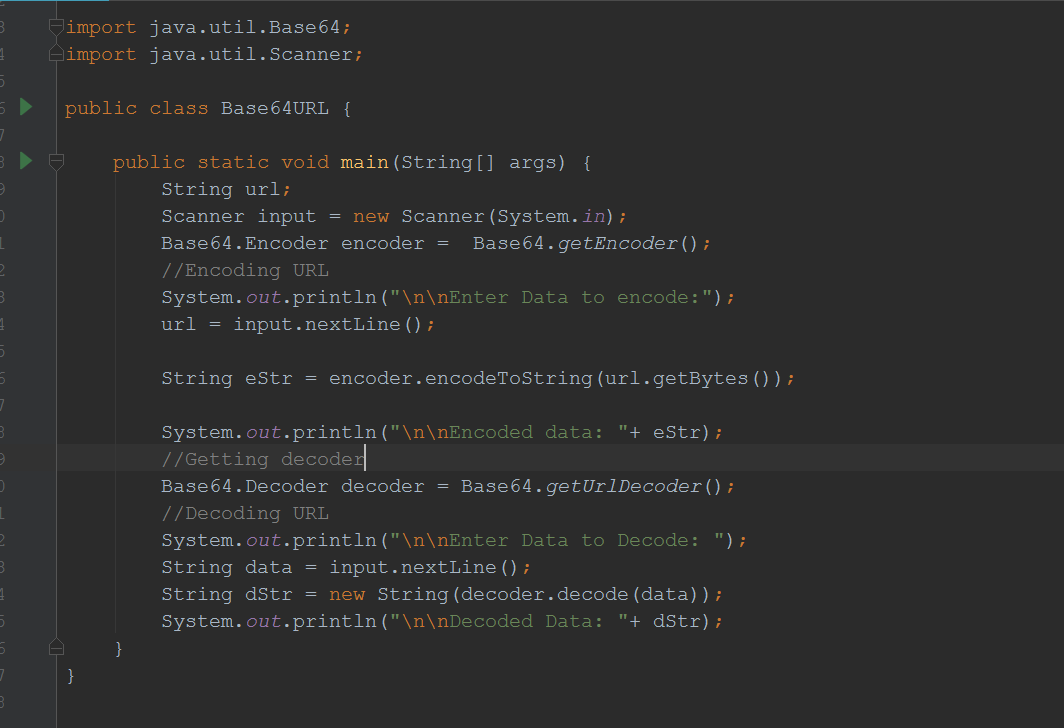 import java.util.Base64;
import java.util.Scanner;
public class Base64URL {
public static void main(String[] args) {
String url;
Scanner input = new Scanner(System.in);
Base64.Encoder encoder =  Base64.getEncoder();
//Encoding URL
System.out.println("\n\nEnter Data to encode:");
url = input.nextLine();
String eStr = encoder.encodeToString(url.getBytes());
System.out.println("\n\nEncoded data: "+ eStr);
//Getting decoder
Base64.Decoder decoder = Base64.getUrlDecoder();
//Decoding URL
System.out.println("\n\nEnter Data to Decode: ");
String data = input.nextLine();
String dStr = new String(decoder.decode(data));
System.out.println("\n\nDecoded Data: "+ dStr);
}
}